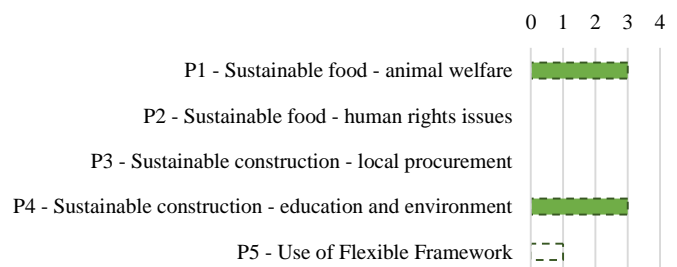 0 1 2 3 4
P1 - Sustainable food - animal welfare
P2 - Sustainable food - human rights issues
P3 - Sustainable construction - local procurement
P4 - Sustainable construction - education and environment
P5 - Use of Flexible Framework